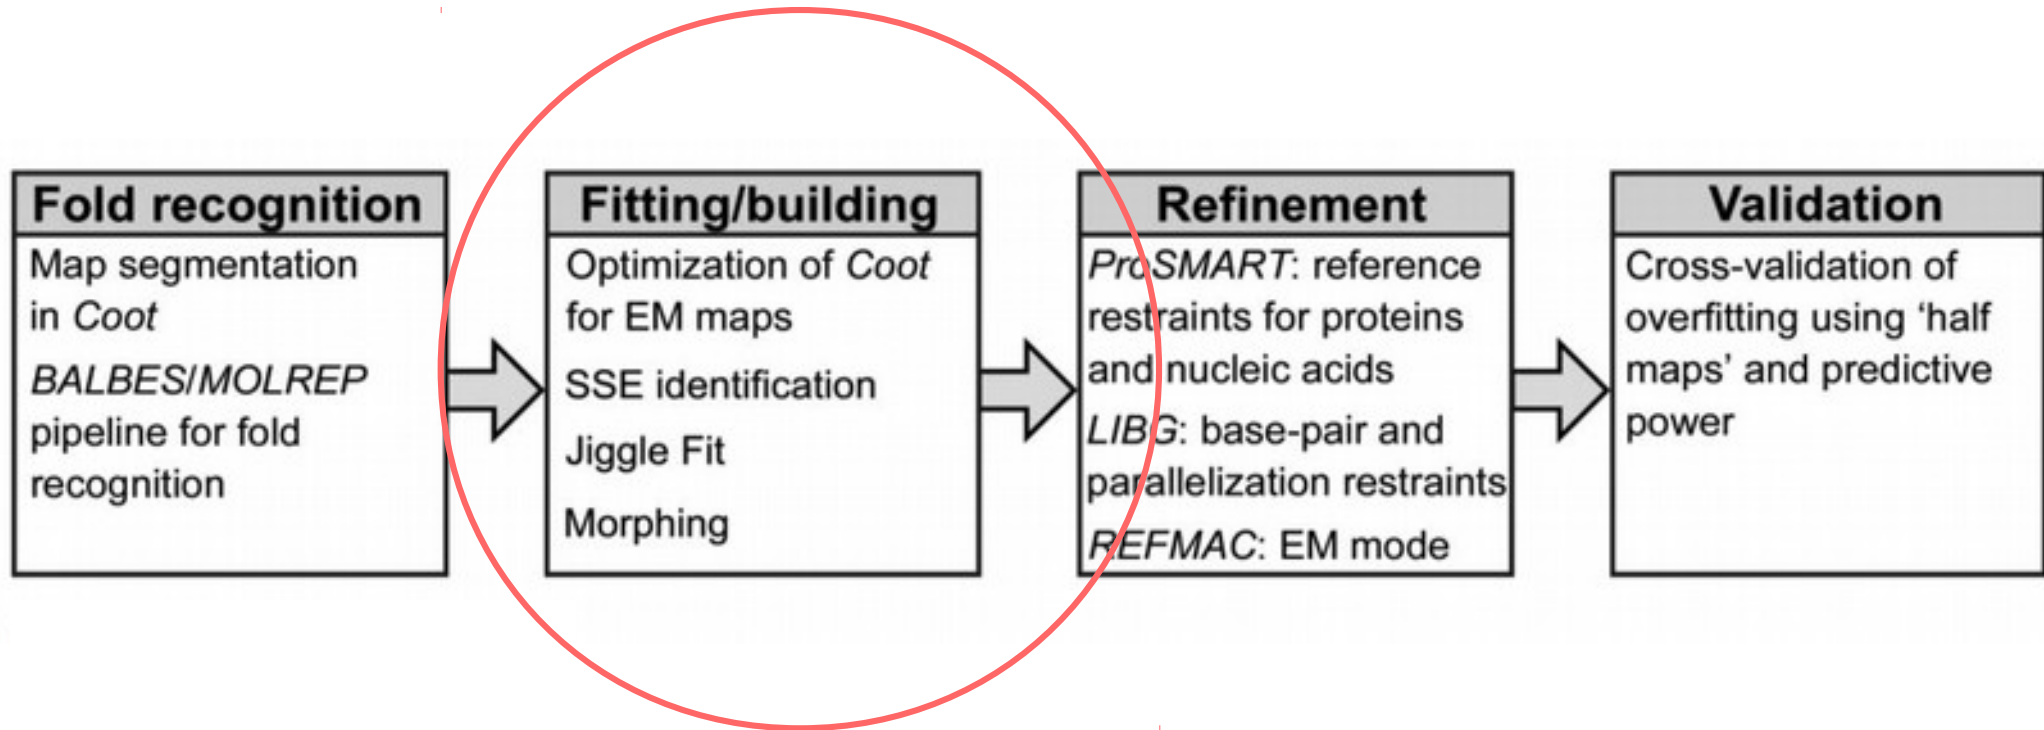 Fold recognition
Map segmentation
in Coot
BALBES/MOLREP
pipeline for fold
recognition
Fitting/building
Optimization of Coot
for EM maps
SSE identification
Jiggle Fit
Morphing
Refinement
ProSMART: reference
restraints for proteins
and nucleic acids
LIBG: base-pair and
parallelization restraints
REFMAC: EM mode
Validation
Cross-validation of
overfitting using ‘half
maps’ and predictive
power